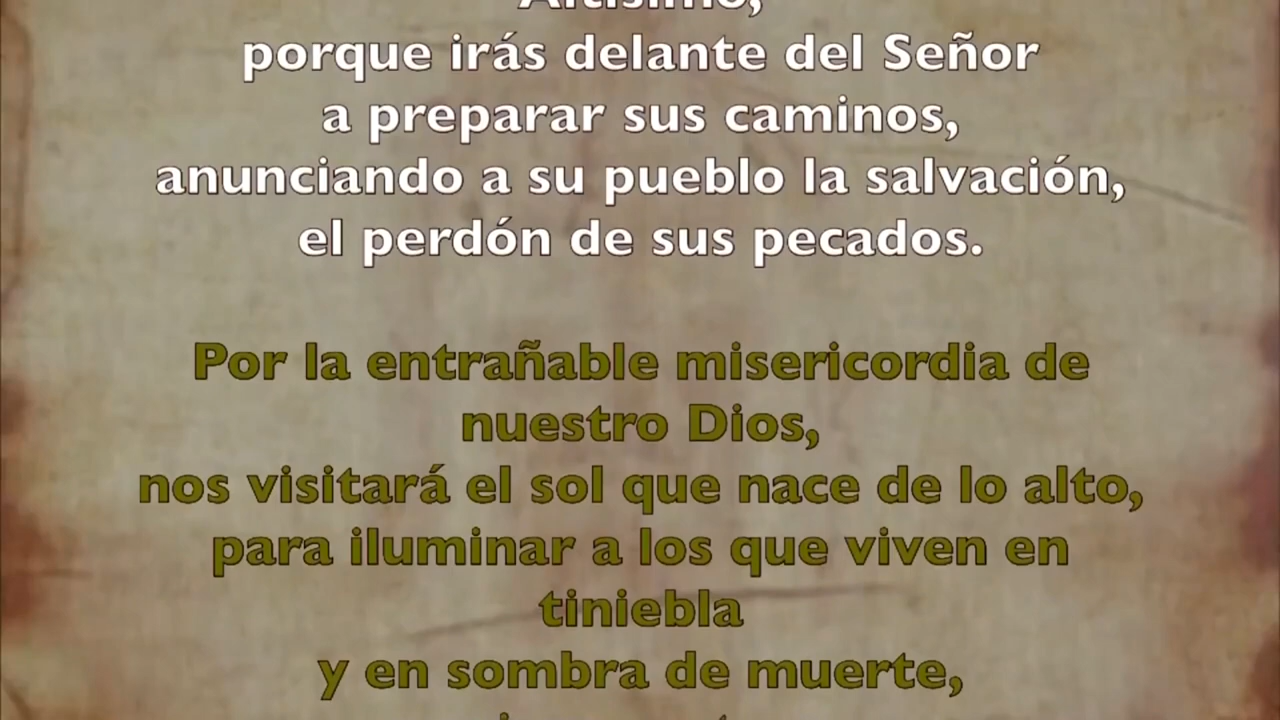 Altísimo,
porque irás delante del Señor
a preparar sus caminos,
anunciando a su pueblo la salvación,
el perdón de sus pecados.
Por la entrañable misericordia de
nuestro Dios,
nos visitará el sol que nace de lo alto,
para iluminar a los que viven en
tiniebla
y en sombra de muerte,